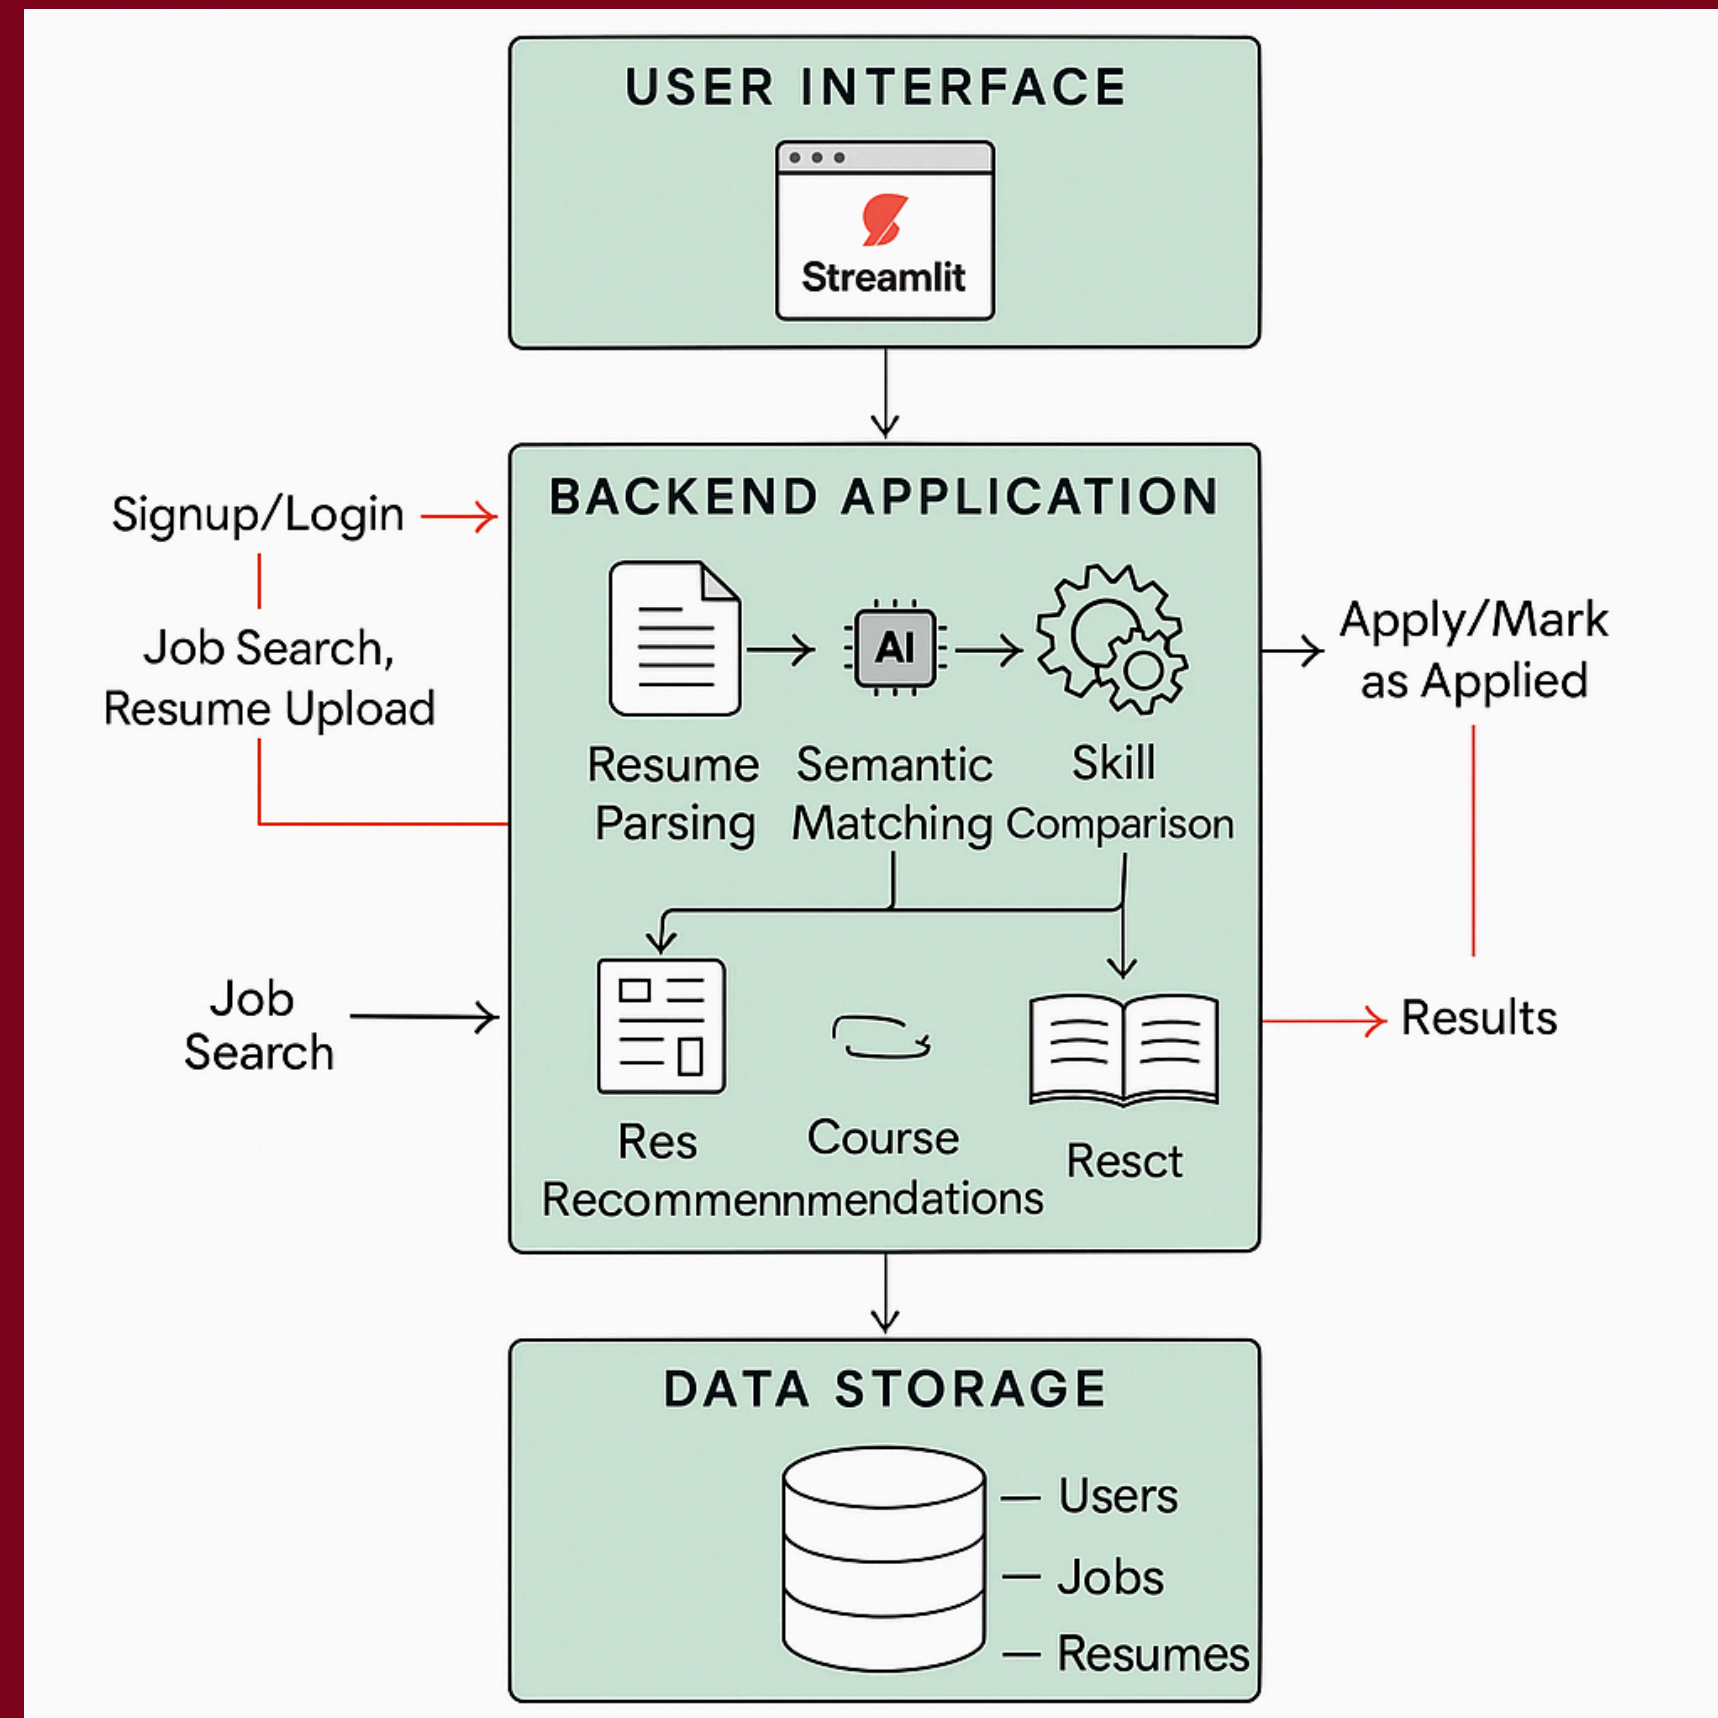 USER INTERFACE
Streamlit
BACKEND APPLICATION
Signup/Login
Job Search,
Resume Upload
AI
Resume
Parsing
Semantic
Matching
Skill
Comparison
Apply/Mark
as Applied
Job
Search
Res
Course
Recommennmendations
Resct
Results
DATA STORAGE
Users
Jobs
Resumes